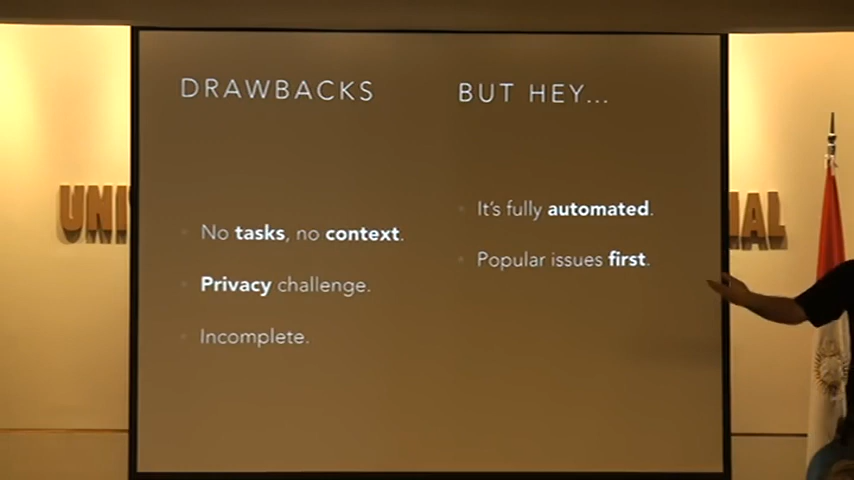 DRAWBACKS
No tasks, no context.
Privacy challenge.
Incomplete.
BUT HEY...
It's fully automated.
Popular issues first.
UNI
AL